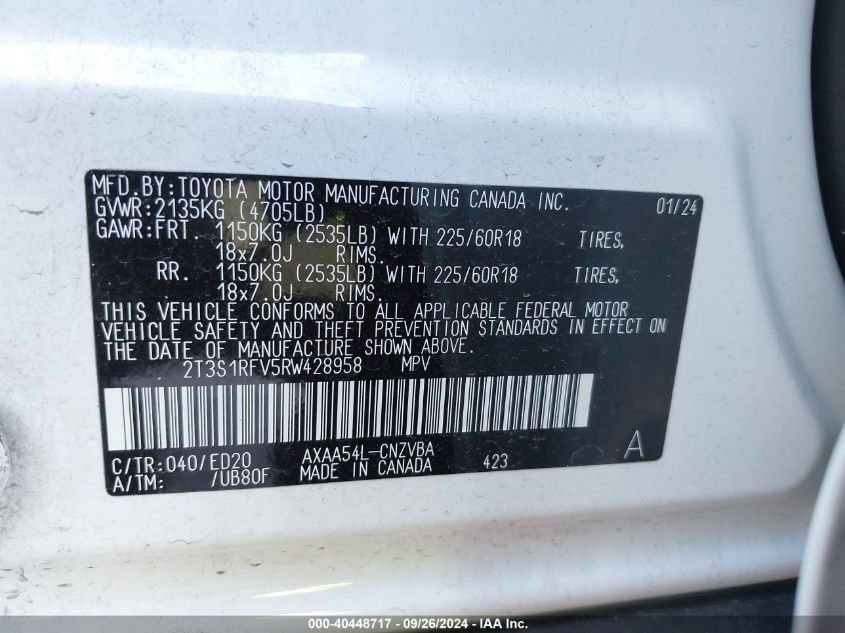 MFD.BY:TOYOTA MOTOR MANUFACTURING CANADA INC. 01/24
GVWR:2135KG (4705LB)
GAWR:FRT. 1150KG (2535LB) WITH 225/60R18 TIRES,
18x7.0J RIMS.
RR. 1150KG (2535LB) WITH 225/60R18 TIRES,
18x7.0J RIMS.
THIS VEHICLE CONFORMS TO ALL APPLICABLE FEDERAL MOTOR
VEHICLE SAFETY AND THEFT PREVENTION STANDARDS IN EFFECT ON
THE DATE OF MANUFACTURE SHOWN ABOVE.
2T3S1RFV5RW428958 MPV
C/TR:040/ED20 AXAA54L-CNZVBA A
A/TM: /UB80F MADE IN CANADA 423
000-40448717 - 09/26/2024 - IAA Inc.